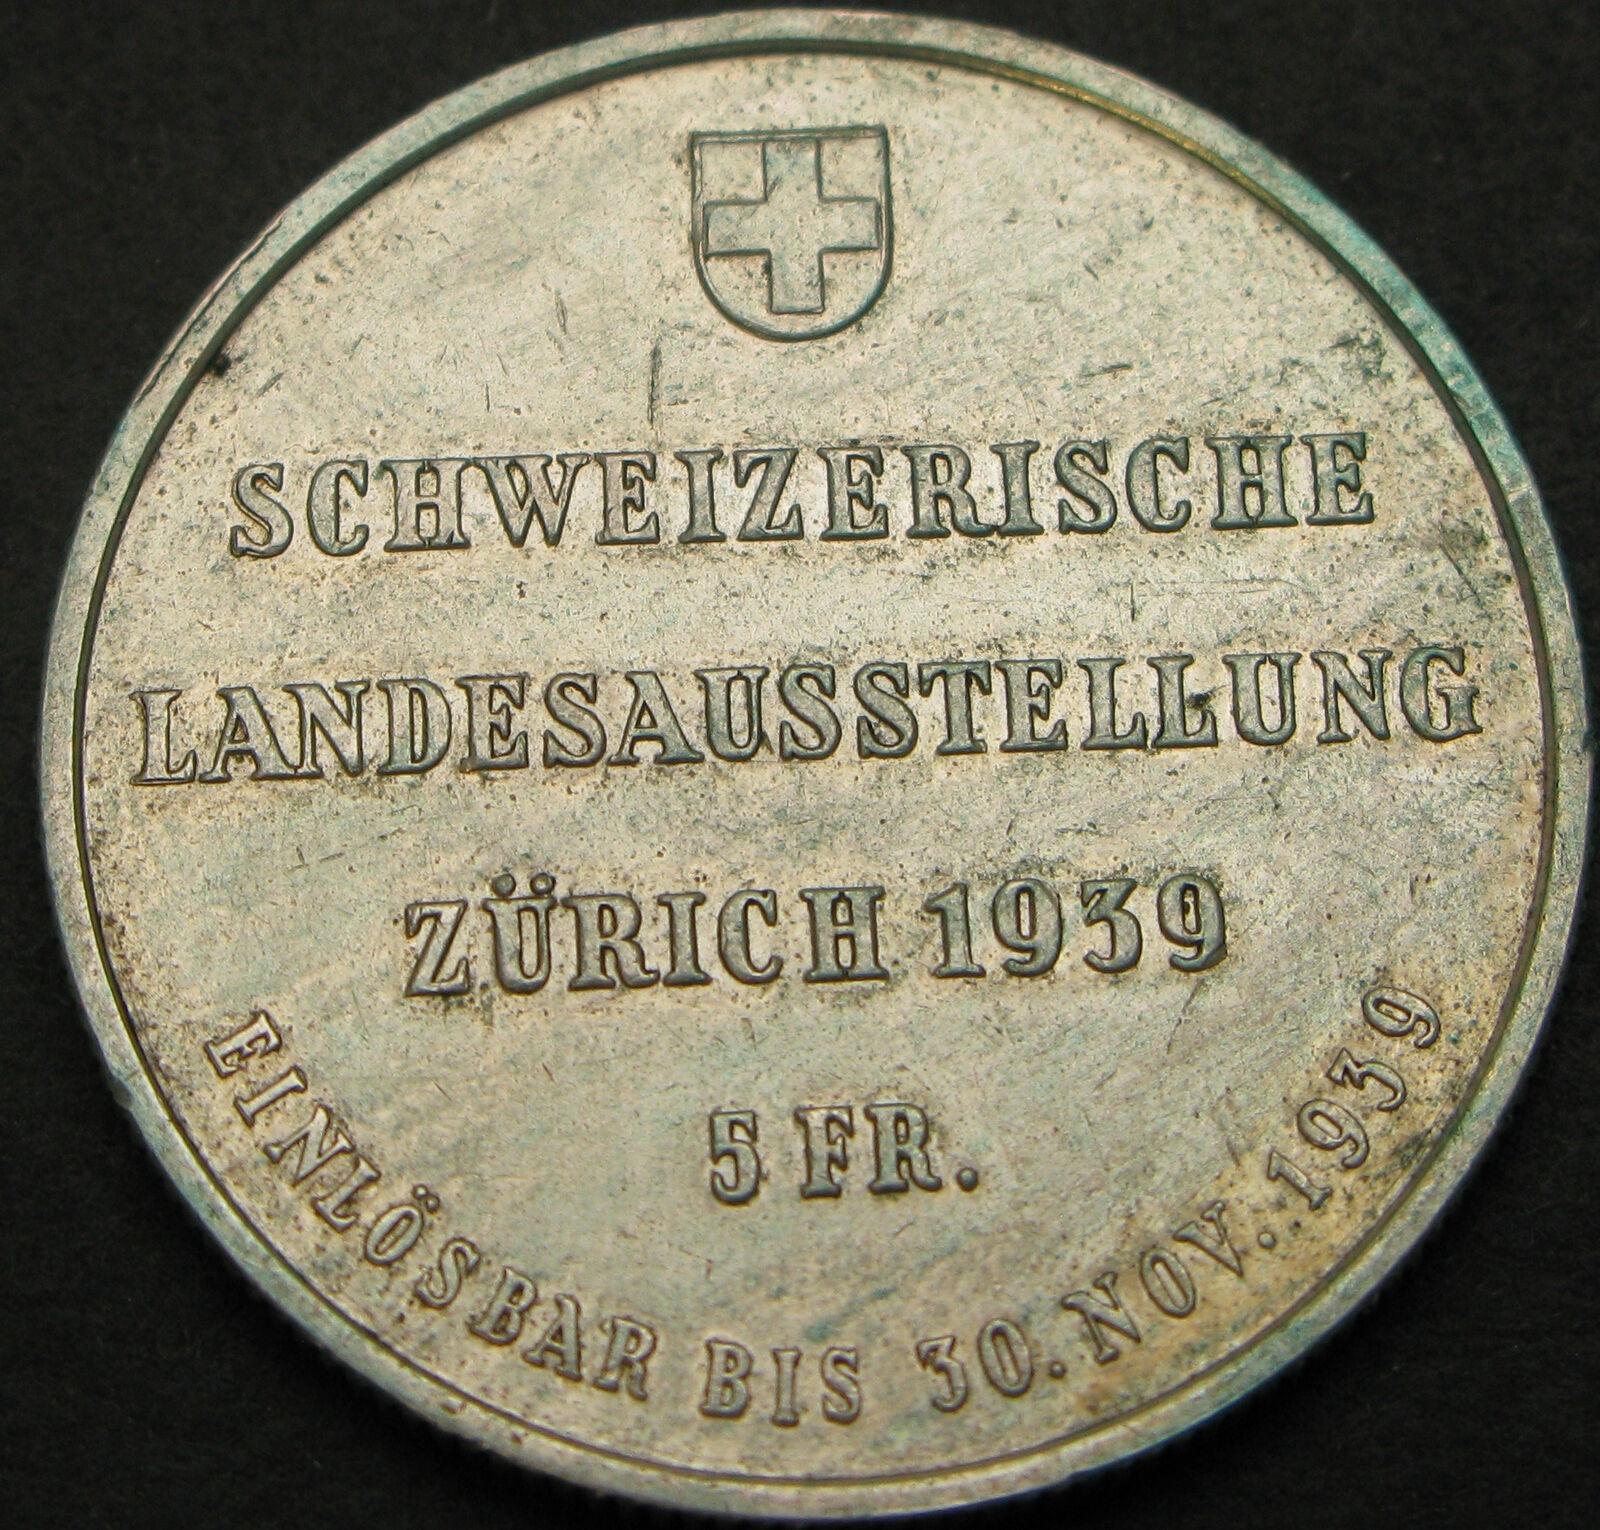 SCHWEIZERISCHE
LANDESAUSSTELLUNG
ZÜRICH 1939
5 FR.
EINLÖSBAR BIS 30. NOV. 1939